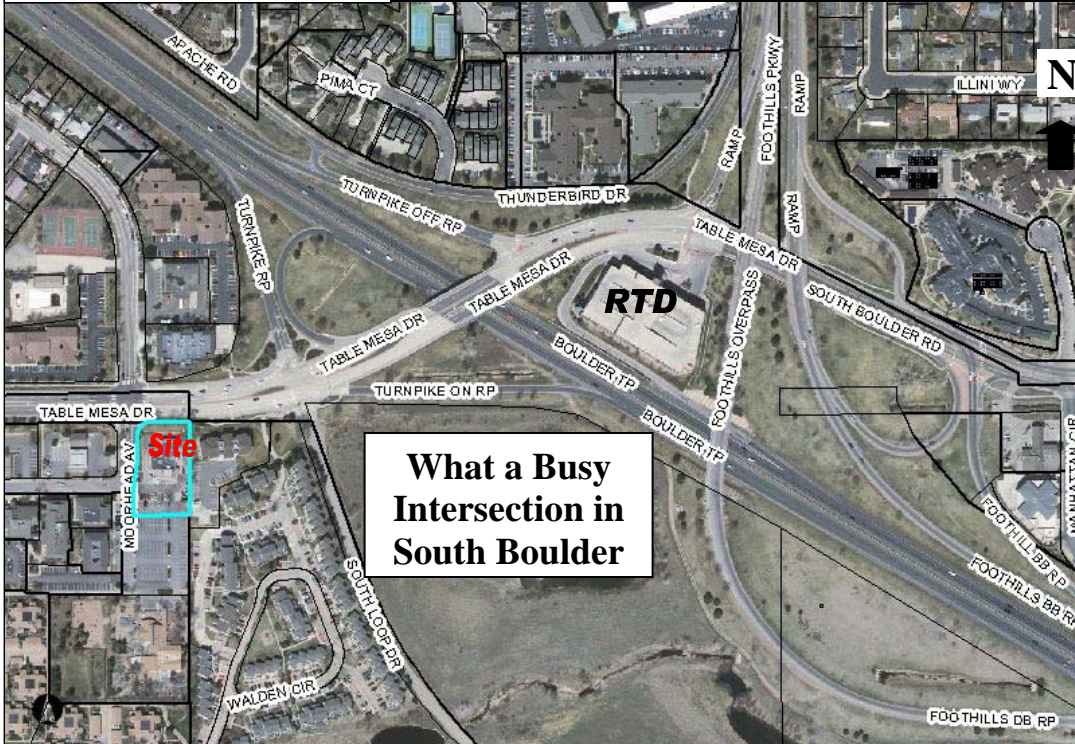 APACHE RD
PIMA CT
RAMP
FOOTHILLS PKWY
RAMP
ILLINI WY
N
TURNPIKE OFF RP
THUNDERBIRD DR
TURNPIKE RP
TABLE MESA DR
RAMP
TABLE MESA DR
RTD
SOUTH BOULDER RD
TABLE MESA DR
FOOTHILLS OVERPASS
BOULDER TP
TURNPIKE ON RP
BOULDER TP
TABLE MESA DR
Site
MOORHEAD AV
MANHATTAN CIR
What a Busy
Intersection in
South Boulder
FOOTHILL BB RP
FOOTHILLS BB RP
SOUTH LOOP DR
WALDEN CIR
FOOTHILLS DB RP